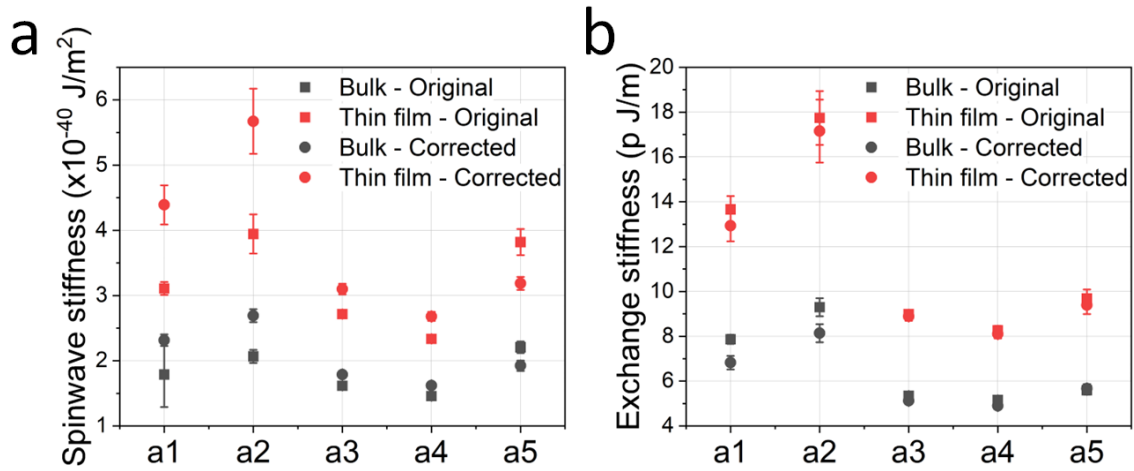 a
Spinwave stiffness (x10⁻⁴⁰ J/m²)
6
5
4
3
2
1
Bulk - Original
Thin film - Original
Bulk - Corrected
Thin film - Corrected
a1 a2 a3 a4 a5
b
Exchange stiffness (p J/m)
20
18
16
14
12
10
8
6
4
Bulk - Original
Thin film - Original
Bulk - Corrected
Thin film - Corrected
a1 a2 a3 a4 a5